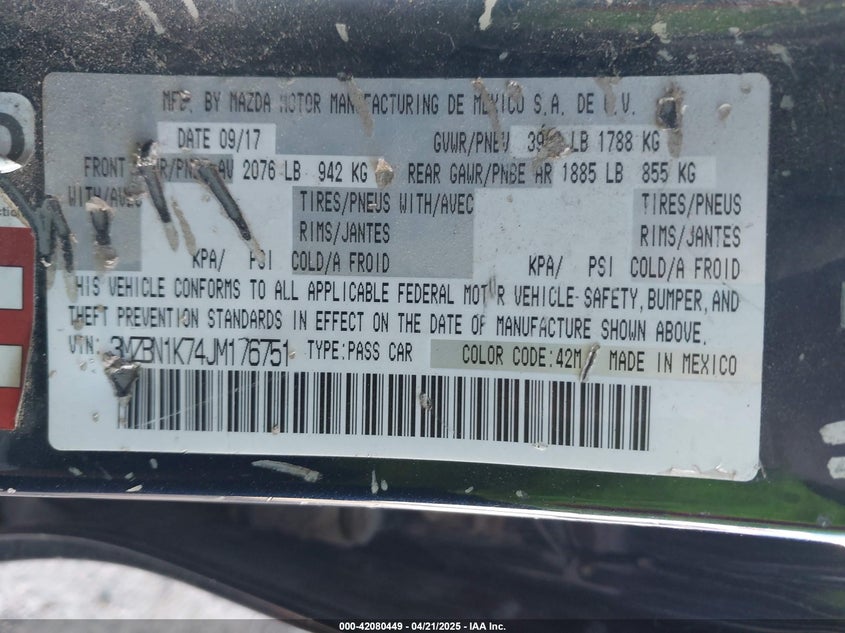 MFD. BY MAZDA MOTOR MANUFACTURING DE MEXICO S.A. DE C.V.
DATE 09/17 GVWR/PNBV LB 1788 KG
FRONT AV 2076 LB 942 KG REAR GAWR/PNBE AR 1885 LB 855 KG
WITH/AVEC TIRES/PNEUS WITH/AVEC TIRES/PNEUS
RIMS/JANTES RIMS/JANTES
KPA/ PSI COLD/A FROID KPA/ PSI COLD/A FROID
THIS VEHICLE CONFORMS TO ALL APPLICABLE FEDERAL MOTOR VEHICLE SAFETY, BUMPER, AND
THEFT PREVENTION STANDARDS IN EFFECT ON THE DATE OF MANUFACTURE SHOWN ABOVE.
VIN: 3MZBN1K74JM176751 TYPE:PASS CAR COLOR CODE:42M MADE IN MEXICO
000-42080449 - 04/21/2025 - IAA Inc.